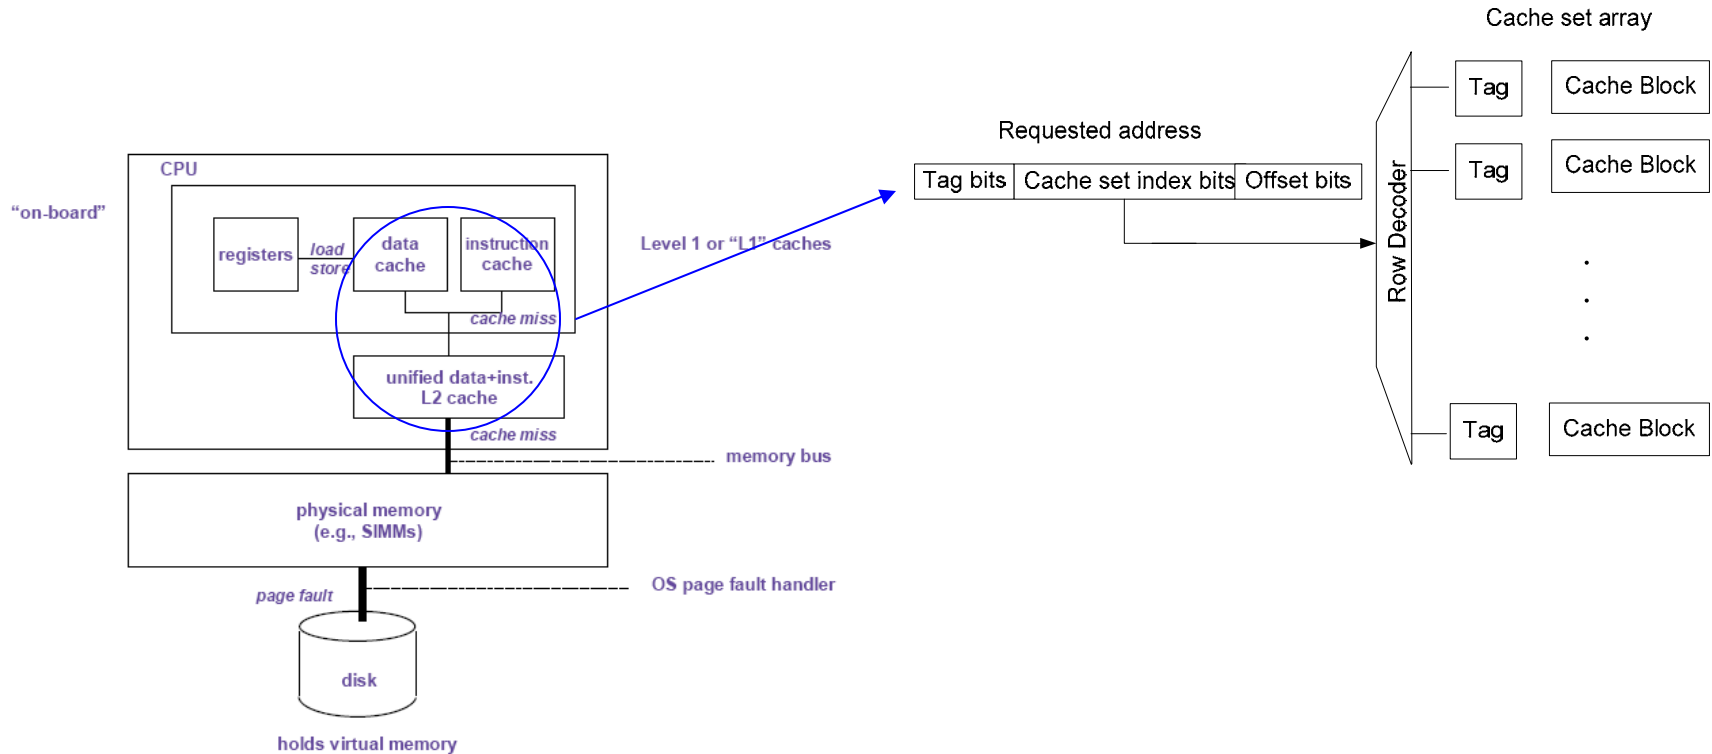 Cache set array
Tag
Cache Block
Requested address
Tag
Cache Block
CPU
Tag bits
Cache set index bits
Offset bits
Row Decoder
“on-board”
registers
load
store
data
cache
instruction
cache
Level 1 or “L1” caches
cache miss
unified data+inst.
L2 cache
Tag
Cache Block
cache miss
memory bus
physical memory
(e.g., SIMMs)
page fault
OS page fault handler
disk
holds virtual memory